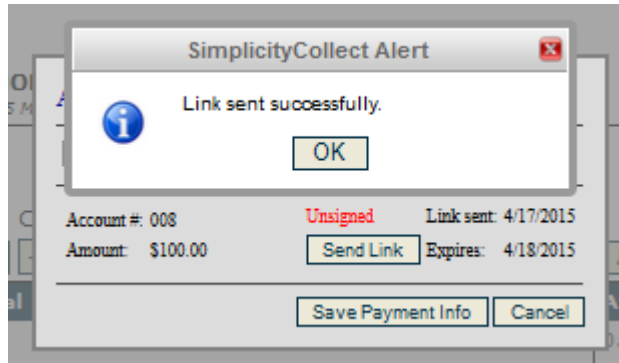 SimplicityCollect Alert
Link sent successfully.
OK
Account #: 008 Unsigned Link sent: 4/17/2015
Amount: $100.00 Send Link Expires: 4/18/2015
Save Payment Info Cancel